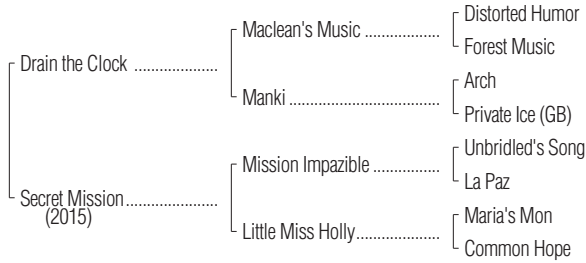 Distorted Humor
Maclean's Music ..................
Forest Music
Drain the Clock ....................
Arch
Manki ....................................
Private Ice (GB)
Unbridled's Song
Mission Impazible ................
La Paz
Secret Mission ...............
(2015)
Maria's Mon
Little Miss Holly ....................
Common Hope